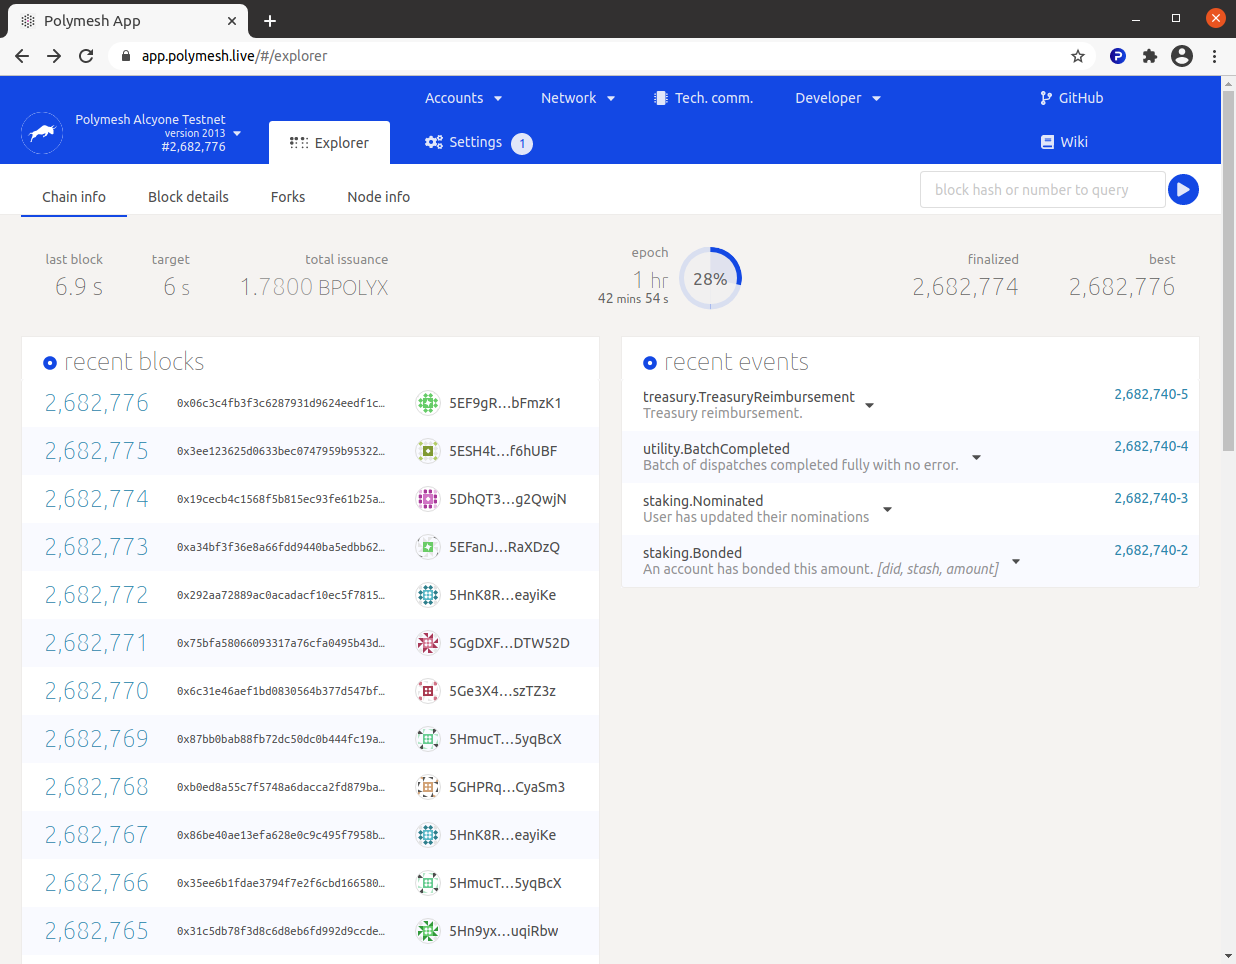 Polymesh App
app.polymesh.live/#/explorer
Polymesh Alcyone Testnet
version 2013
#2,682,776
Explorer
Accounts
Network
Tech. comm.
Developer
GitHub
Settings 1
Wiki
Chain info
Block details
Forks
Node info
block hash or number to query
last block
6.9 s
target
6 s
total issuance
1.7800 BPOLYX
epoch
1 hr
42 mins 54 s
28%
finalized
2,682,774
best
2,682,776
recent blocks
2,682,776 0x06c3c4fb3f3c6287931d9624eedf1c… 5EF9gR…bFmzK1
2,682,775 0x3ee123625d0633bec0747959b95322… 5ESH4t…f6hUBF
2,682,774 0x19cecb4c1568f5b815ec93fe61b25a… 5DhQT3…g2QwjN
2,682,773 0xa34bf3f36e8a66fdd9440ba5edbb62… 5EFanJ…RaXDzQ
2,682,772 0x292aa72889ac0acadacf10ec5f7815… 5HnK8R…eayiKe
2,682,771 0x75bfa58066093317a76cfa0495b43d… 5GgDXF…DTW52D
2,682,770 0x6c31e46aef1bd0830564b377d547bf… 5Ge3X4…szTZ3z
2,682,769 0x87bb0bab88fb72dc50dc0b444fc19a… 5HmucT…5yqBcX
2,682,768 0xb0ed8a55c7f5748a6dacca2fd879ba… 5GHPRq…CyaSm3
2,682,767 0x86be40ae13efa628e0c9c495f7958b… 5HnK8R…eayiKe
2,682,766 0x35ee6b1fdae3794f7e2f6cbd166580… 5HmucT…5yqBcX
2,682,765 0x31c5db78f3d8c6d8eb6fd992d9ccde… 5Hn9yx…uqiRbw
recent events
treasury.TreasuryReimbursement 2,682,740-5
Treasury reimbursement.
utility.BatchCompleted 2,682,740-4
Batch of dispatches completed fully with no error.
staking.Nominated 2,682,740-3
User has updated their nominations
staking.Bonded 2,682,740-2
An account has bonded this amount. [did, stash, amount]